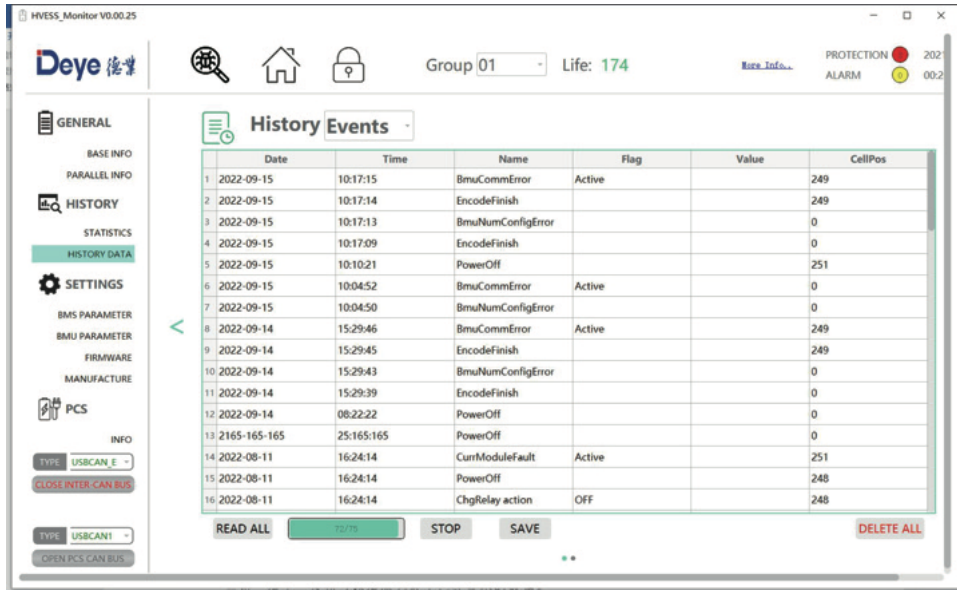 HVESS_Monitor V0.00.25
Deye 德业
Group 01 Life: 174 More Info.. PROTECTION 202
ALARM 0 00:2
GENERAL
BASE INFO
PARALLEL INFO
HISTORY
STATISTICS
HISTORY DATA
SETTINGS
BMS PARAMETER
BMU PARAMETER
FIRMWARE
MANUFACTURE
PCS
INFO
TYPE USBCAN_E
CLOSE INTER-CAN BUS
TYPE USBCAN1
OPEN PCS CAN BUS
<
History Events
Date Time Name Flag Value CellPos
1 2022-09-15 10:17:15 BmuCommError Active 249
2 2022-09-15 10:17:14 EncodeFinish 249
3 2022-09-15 10:17:13 BmuNumConfigError 0
4 2022-09-15 10:17:09 EncodeFinish 0
5 2022-09-15 10:10:21 PowerOff 251
6 2022-09-15 10:04:52 BmuCommError Active 0
7 2022-09-15 10:04:50 BmuNumConfigError 0
8 2022-09-14 15:29:46 BmuCommError Active 249
9 2022-09-14 15:29:45 EncodeFinish 249
10 2022-09-14 15:29:43 BmuNumConfigError 0
11 2022-09-14 15:29:39 EncodeFinish 0
12 2022-09-14 08:22:22 PowerOff 0
13 2165-165-165 25:165:165 PowerOff 0
14 2022-08-11 16:24:14 CurrModuleFault Active 251
15 2022-08-11 16:24:14 PowerOff 248
16 2022-08-11 16:24:14 ChgRelay action OFF 248
READ ALL 72/75 STOP SAVE DELETE ALL